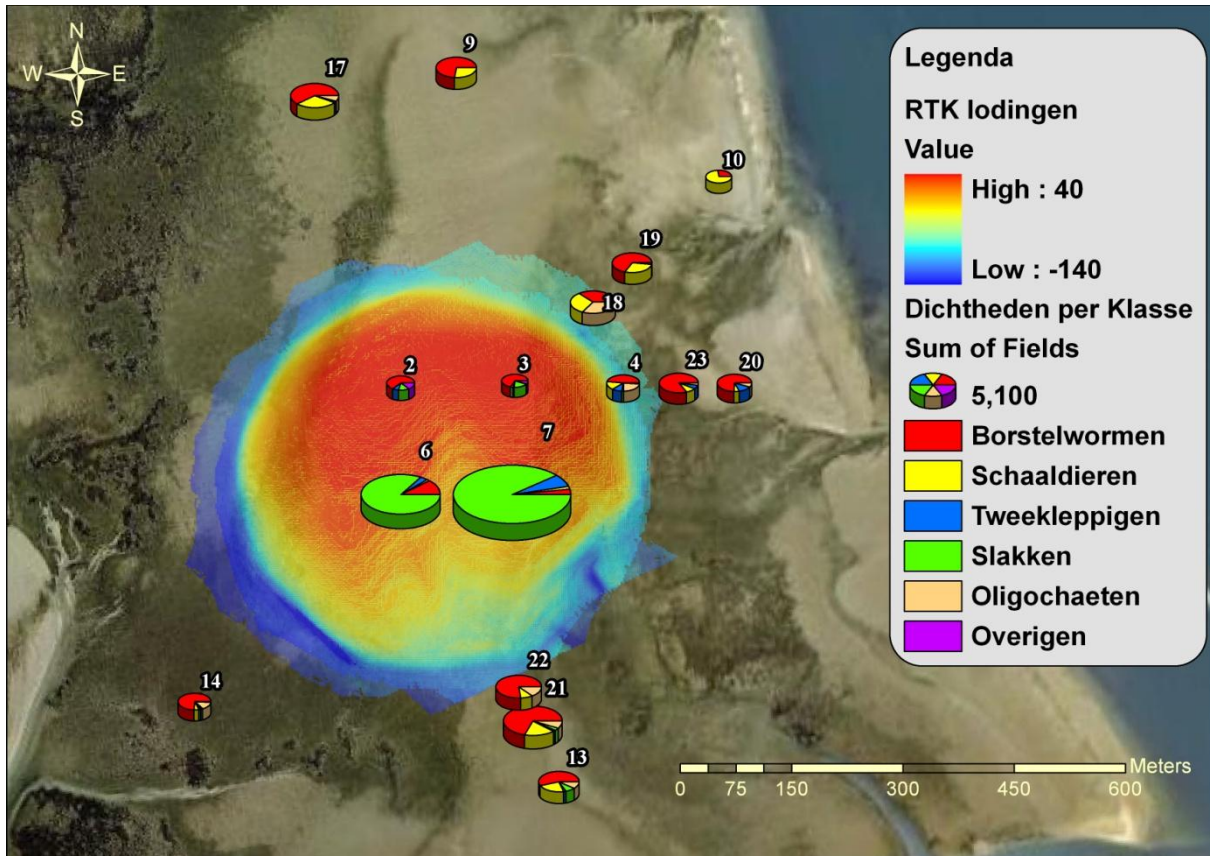 N
W E
S
17
9
10
19
18
2
3
4
23
20
6
7
14
22
21
13
Legenda
RTK lodingen
Value
High : 40
Low : -140
Dichtheden per Klasse
Sum of Fields
5,100
Borstelwormen
Schaaldieren
Tweekleppigen
Slakken
Oligochaeten
Overigen
Meters
0 75 150 300 450 600